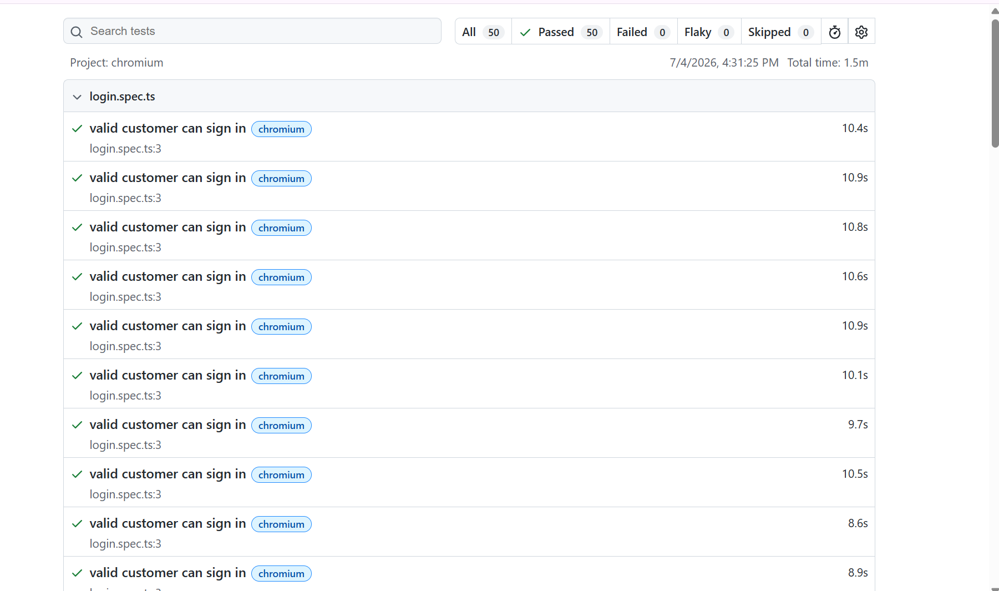 Search tests
All 50 Passed 50 Failed 0 Flaky 0 Skipped 0
Project: chromium 7/4/2026, 4:31:25 PM Total time: 1.5m
login.spec.ts
valid customer can sign in chromium 10.4s
login.spec.ts:3
valid customer can sign in chromium 10.9s
login.spec.ts:3
valid customer can sign in chromium 10.8s
login.spec.ts:3
valid customer can sign in chromium 10.6s
login.spec.ts:3
valid customer can sign in chromium 10.9s
login.spec.ts:3
valid customer can sign in chromium 10.1s
login.spec.ts:3
valid customer can sign in chromium 9.7s
login.spec.ts:3
valid customer can sign in chromium 10.5s
login.spec.ts:3
valid customer can sign in chromium 8.6s
login.spec.ts:3
valid customer can sign in chromium 8.9s